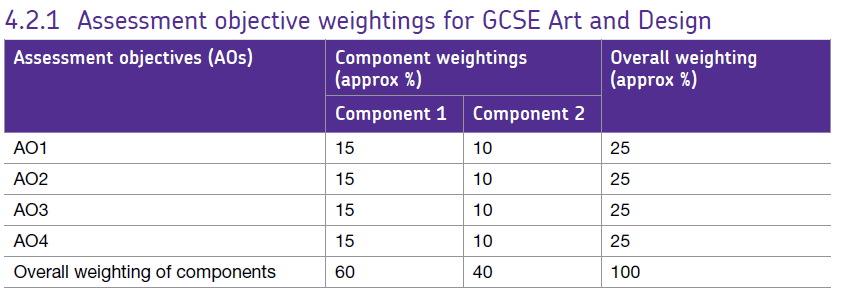 4.2.1 Assessment objective weightings for GCSE Art and Design
Assessment objectives (AOs) Component weightings (approx %) Overall weighting (approx %)
Component 1 Component 2
AO1 15 10 25
AO2 15 10 25
AO3 15 10 25
AO4 15 10 25
Overall weighting of components 60 40 100